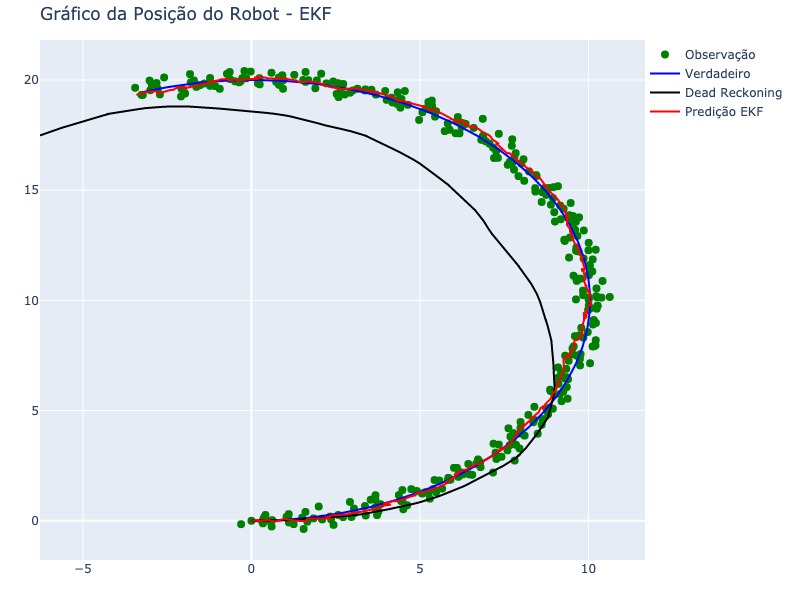 Gráfico da Posição do Robot - EKF
Observação
Verdadeiro
Dead Reckoning
Predição EKF
20
15
10
5
0
−5
0
5
10